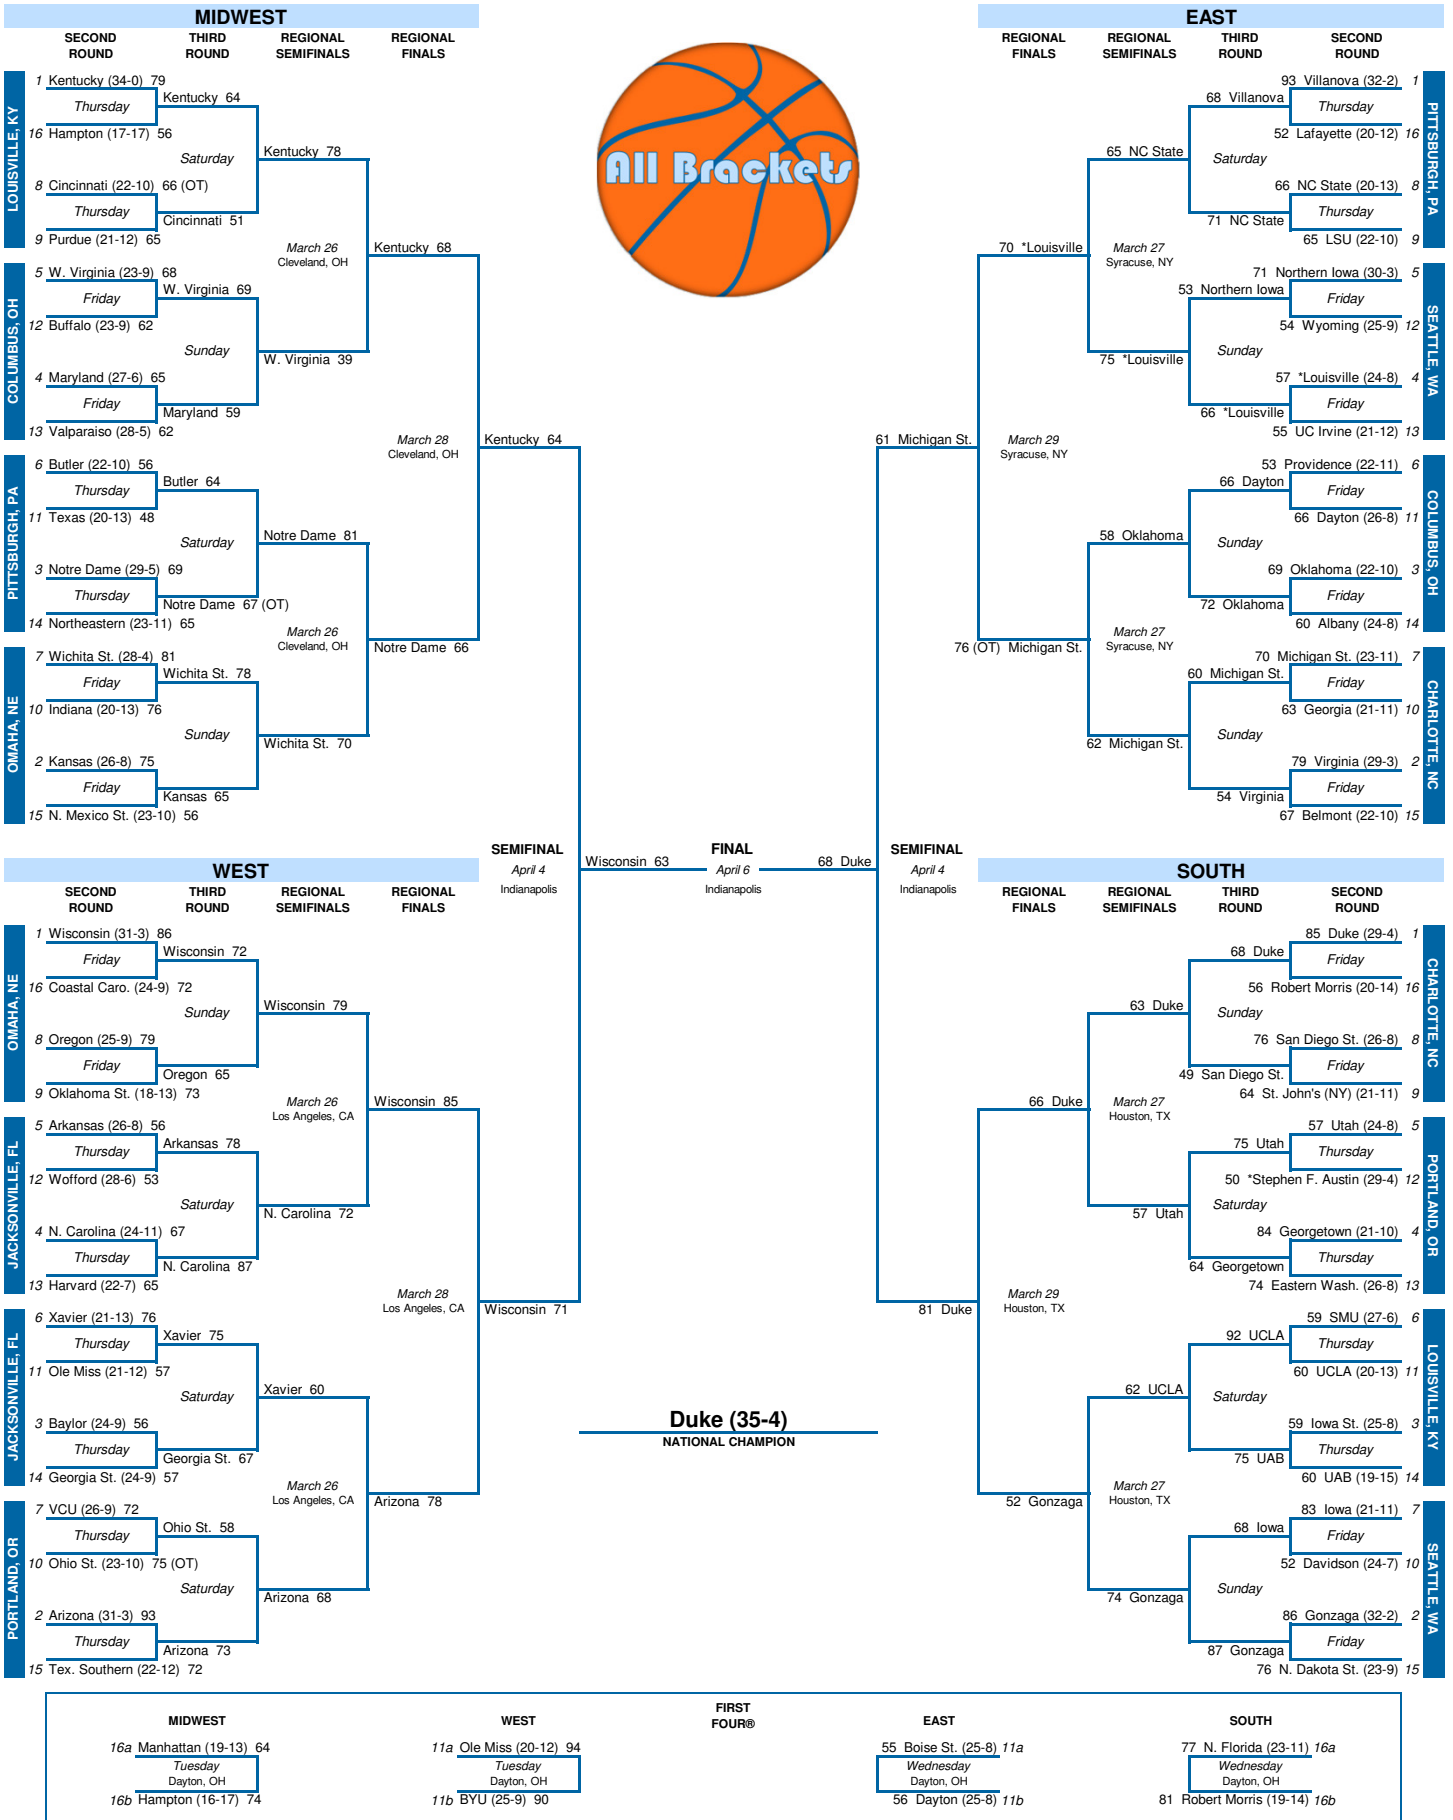 MIDWEST
SECOND ROUND
THIRD ROUND
REGIONAL SEMIFINALS
REGIONAL FINALS
LOUISVILLE, KY
1 Kentucky (34-0) 79
Thursday
16 Hampton (17-17) 56
Kentucky 64
Saturday
8 Cincinnati (22-10) 66 (OT)
Thursday
9 Purdue (21-12) 65
Cincinnati 51
Kentucky 78
COLUMBUS, OH
5 W. Virginia (23-9) 68
Friday
12 Buffalo (23-9) 62
W. Virginia 69
Sunday
4 Maryland (27-6) 65
Friday
13 Valparaiso (28-5) 62
Maryland 59
W. Virginia 39
March 26
Cleveland, OH
Kentucky 68
PITTSBURGH, PA
6 Butler (22-10) 56
Thursday
11 Texas (20-13) 48
Butler 64
Saturday
3 Notre Dame (29-5) 69
Thursday
14 Northeastern (23-11) 65
Notre Dame 67 (OT)
Notre Dame 81
OMAHA, NE
7 Wichita St. (28-4) 81
Friday
10 Indiana (20-13) 76
Wichita St. 78
Sunday
2 Kansas (26-8) 75
Friday
15 N. Mexico St. (23-10) 56
Kansas 65
Wichita St. 70
March 26
Cleveland, OH
Notre Dame 66
March 28
Cleveland, OH
Kentucky 64
All Brackets
EAST
REGIONAL FINALS
REGIONAL SEMIFINALS
THIRD ROUND
SECOND ROUND
PITTSBURGH, PA
93 Villanova (32-2) 1
Thursday
52 Lafayette (20-12) 16
68 Villanova
Saturday
66 NC State (20-13) 8
Thursday
65 LSU (22-10) 9
71 NC State
65 NC State
SEATTLE, WA
71 Northern Iowa (30-3) 5
Friday
54 Wyoming (25-9) 12
53 Northern Iowa
Sunday
57 *Louisville (24-8) 4
Friday
55 UC Irvine (21-12) 13
66 *Louisville
75 *Louisville
March 27
Syracuse, NY
70 *Louisville
COLUMBUS, OH
53 Providence (22-11) 6
Friday
66 Dayton (26-8) 11
66 Dayton
Sunday
69 Oklahoma (22-10) 3
Friday
60 Albany (24-8) 14
72 Oklahoma
58 Oklahoma
CHARLOTTE, NC
70 Michigan St. (23-11) 7
Friday
63 Georgia (21-11) 10
60 Michigan St.
Sunday
79 Virginia (29-3) 2
Friday
67 Belmont (22-10) 15
54 Virginia
62 Michigan St.
March 27
Syracuse, NY
76 (OT) Michigan St.
March 29
Syracuse, NY
61 Michigan St.
SEMIFINAL
April 4
Indianapolis
Wisconsin 63
FINAL
April 6
Indianapolis
68 Duke
SEMIFINAL
April 4
Indianapolis
WEST
SECOND ROUND
THIRD ROUND
REGIONAL SEMIFINALS
REGIONAL FINALS
OMAHA, NE
1 Wisconsin (31-3) 86
Friday
16 Coastal Caro. (24-9) 72
Wisconsin 72
Sunday
8 Oregon (25-9) 79
Friday
9 Oklahoma St. (18-13) 73
Oregon 65
Wisconsin 79
JACKSONVILLE, FL
5 Arkansas (26-8) 56
Thursday
12 Wofford (28-6) 53
Arkansas 78
Saturday
4 N. Carolina (24-11) 67
Thursday
13 Harvard (22-7) 65
N. Carolina 87
N. Carolina 72
March 26
Los Angeles, CA
Wisconsin 85
JACKSONVILLE, FL
6 Xavier (21-13) 76
Thursday
11 Ole Miss (21-12) 57
Xavier 75
Saturday
3 Baylor (24-9) 56
Thursday
14 Georgia St. (24-9) 57
Georgia St. 67
Xavier 60
PORTLAND, OR
7 VCU (26-9) 72
Thursday
10 Ohio St. (23-10) 75 (OT)
Ohio St. 58
Saturday
2 Arizona (31-3) 93
Thursday
15 Tex. Southern (22-12) 72
Arizona 73
Arizona 68
March 26
Los Angeles, CA
Arizona 78
March 28
Los Angeles, CA
Wisconsin 71
Duke (35-4)
NATIONAL CHAMPION
SOUTH
REGIONAL FINALS
REGIONAL SEMIFINALS
THIRD ROUND
SECOND ROUND
CHARLOTTE, NC
85 Duke (29-4) 1
Friday
56 Robert Morris (20-14) 16
68 Duke
Sunday
76 San Diego St. (26-8) 8
Friday
64 St. John's (NY) (21-11) 9
49 San Diego St.
63 Duke
PORTLAND, OR
57 Utah (24-8) 5
Thursday
50 *Stephen F. Austin (29-4) 12
75 Utah
Saturday
84 Georgetown (21-10) 4
Thursday
74 Eastern Wash. (26-8) 13
64 Georgetown
57 Utah
March 27
Houston, TX
66 Duke
LOUISVILLE, KY
59 SMU (27-6) 6
Thursday
60 UCLA (20-13) 11
92 UCLA
Saturday
59 Iowa St. (25-8) 3
Thursday
60 UAB (19-15) 14
75 UAB
62 UCLA
SEATTLE, WA
83 Iowa (21-11) 7
Friday
52 Davidson (24-7) 10
68 Iowa
Sunday
86 Gonzaga (32-2) 2
Friday
76 N. Dakota St. (23-9) 15
87 Gonzaga
74 Gonzaga
March 27
Houston, TX
52 Gonzaga
March 29
Houston, TX
81 Duke
FIRST FOUR®
MIDWEST
16a Manhattan (19-13) 64
Tuesday
Dayton, OH
16b Hampton (16-17) 74
WEST
11a Ole Miss (20-12) 94
Tuesday
Dayton, OH
11b BYU (25-9) 90
EAST
55 Boise St. (25-8) 11a
Wednesday
Dayton, OH
56 Dayton (25-8) 11b
SOUTH
77 N. Florida (23-11) 16a
Wednesday
Dayton, OH
81 Robert Morris (19-14) 16b